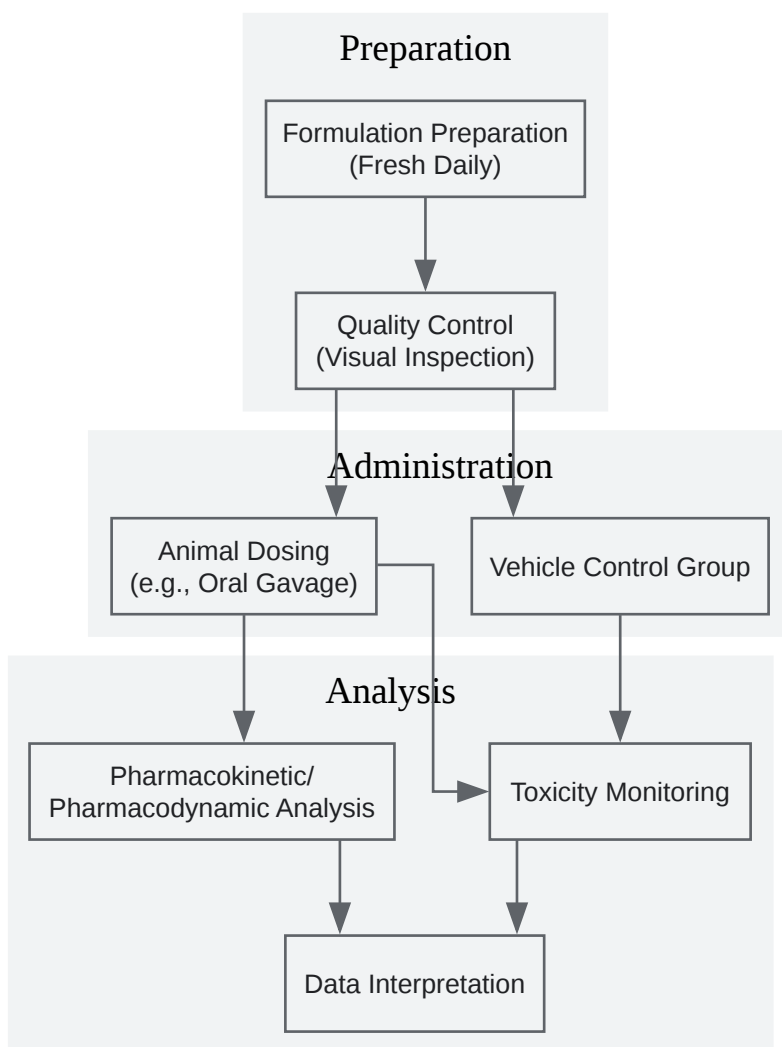 Preparation
Formulation Preparation
(Fresh Daily)
Quality Control
(Visual Inspection)
Administration
Animal Dosing
(e.g., Oral Gavage)
Vehicle Control Group
Analysis
Pharmacokinetic/
Pharmacodynamic Analysis
Toxicity Monitoring
Data Interpretation